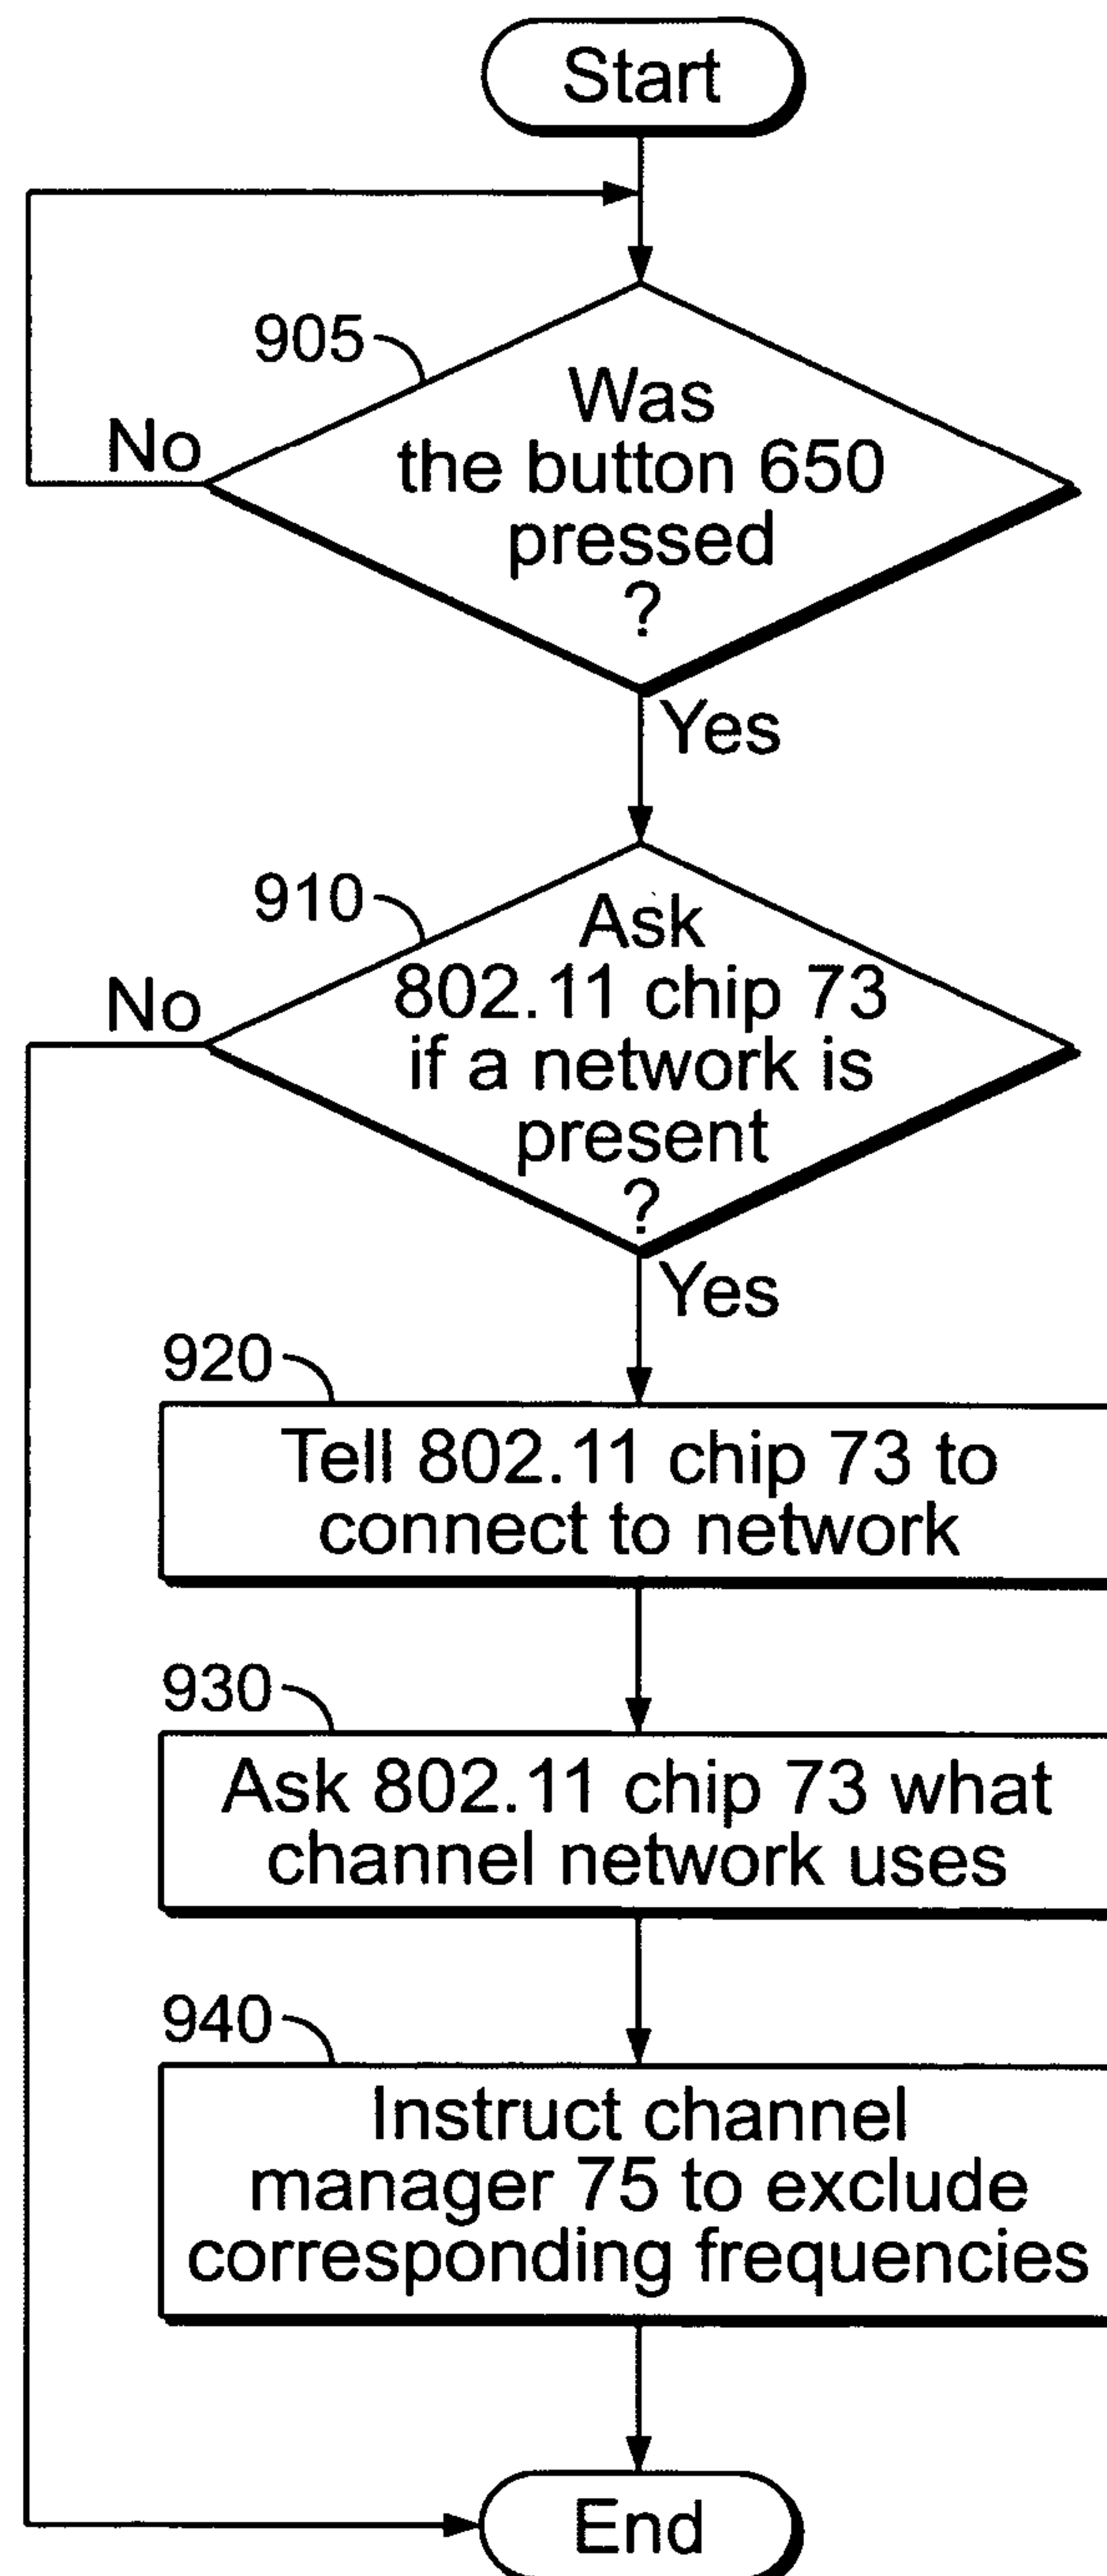 Start
905
No
Was
the button 650
pressed
?
Yes
910
No
Ask
802.11 chip 73
if a network is
present
?
Yes
920
Tell 802.11 chip 73 to
connect to network
930
Ask 802.11 chip 73 what
channel network uses
940
Instruct channel
manager 75 to exclude
corresponding frequencies
End